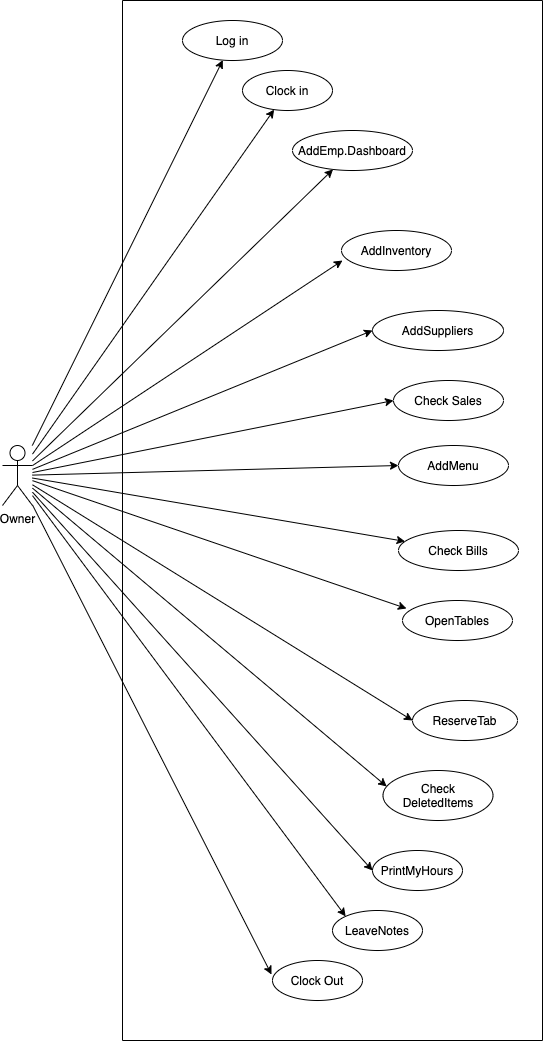 Log in
Clock in
AddEmp.Dashboard
AddInventory
AddSuppliers
Check Sales
AddMenu
Owner
Check Bills
OpenTables
ReserveTab
Check
DeletedItems
PrintMyHours
LeaveNotes
Clock Out